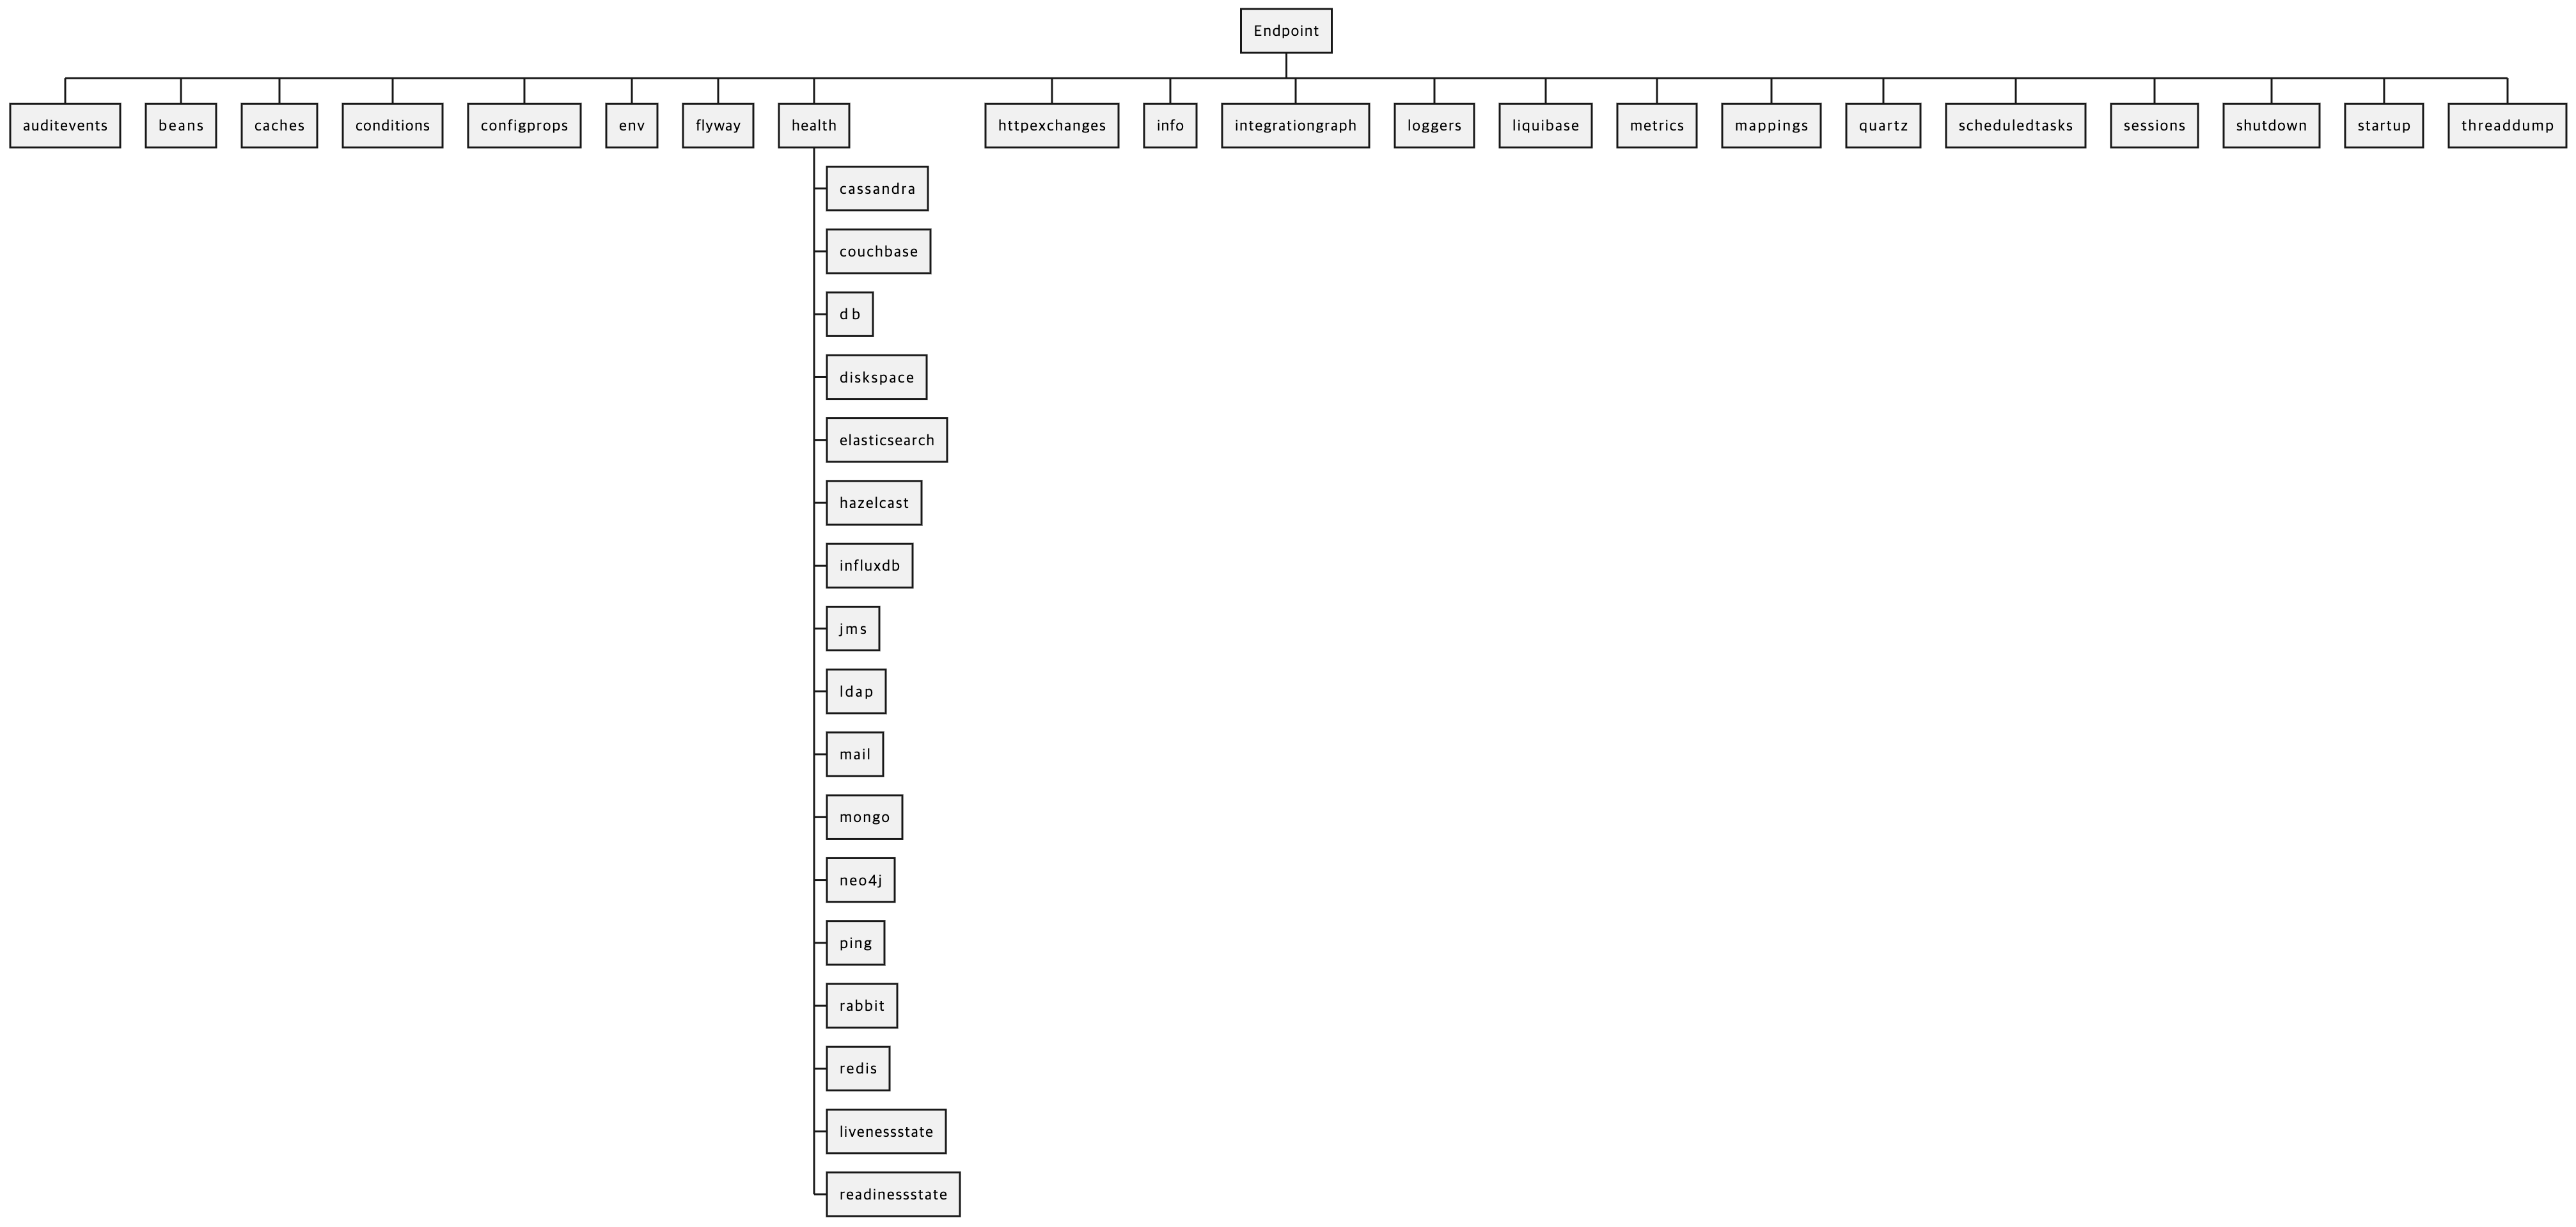 Endpoint
auditevents
beans
caches
conditions
configprops
env
flyway
health
httpexchanges
info
integrationgraph
loggers
liquibase
metrics
mappings
quartz
scheduledtasks
sessions
shutdown
startup
threaddump
cassandra
couchbase
db
diskspace
elasticsearch
hazelcast
influxdb
jms
ldap
mail
mongo
neo4j
ping
rabbit
redis
livenessstate
readinessstate